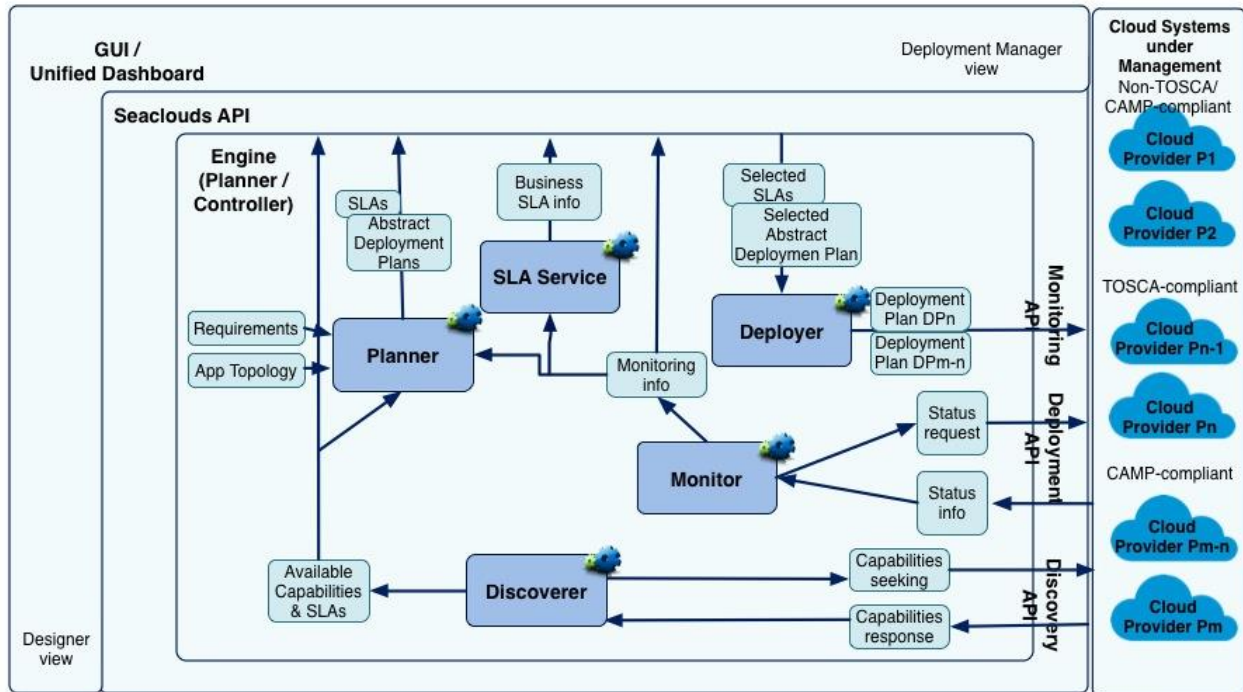 GUI /
Unified Dashboard
Deployment Manager
view
Cloud Systems
under
Management
Non-TOSCA/
CAMP-compliant
Cloud
Provider P1
Cloud
Provider P2
TOSCA-compliant
Cloud
Provider Pn-1
Cloud
Provider Pn
CAMP-compliant
Cloud
Provider Pm-n
Cloud
Provider Pm
Seaclouds API
Engine
(Planner /
Controller)
SLAs
Abstract
Deployment
Plans
Business
SLA info
Selected
SLAs
Selected
Abstract
Deploymen Plan
SLA Service
Requirements
App Topology
Planner
Monitoring
info
Deployer
Deployment
Plan DPn
Deployment
Plan DPm-n
Monitoring
API
Status
request
Deployment
API
Monitor
Status
info
Available
Capabilities
& SLAs
Discoverer
Capabilities
seeking
Capabilities
response
Discovery
API
Designer
view